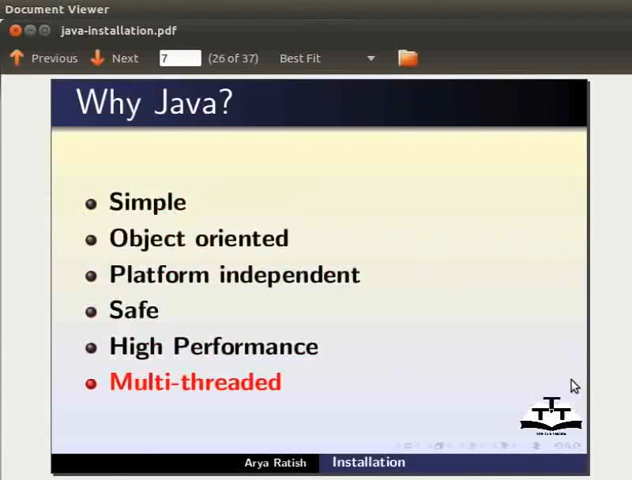 Document Viewer
java-installation.pdf
Previous Next 7 (26 of 37) Best Fit
Why Java?
Simple
Object oriented
Platform independent
Safe
High Performance
Multi-threaded
Arya Ratish Installation